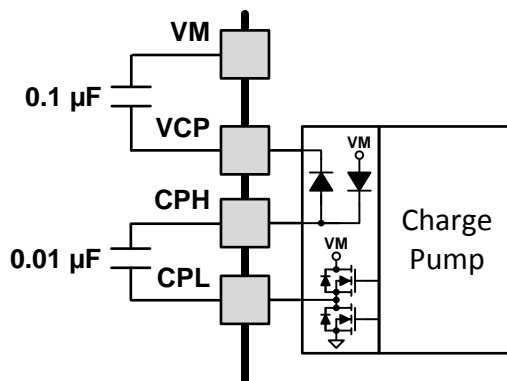 VM
0.1 µF
VCP
VM
CPH
Charge
Pump
VM
0.01 µF
CPL